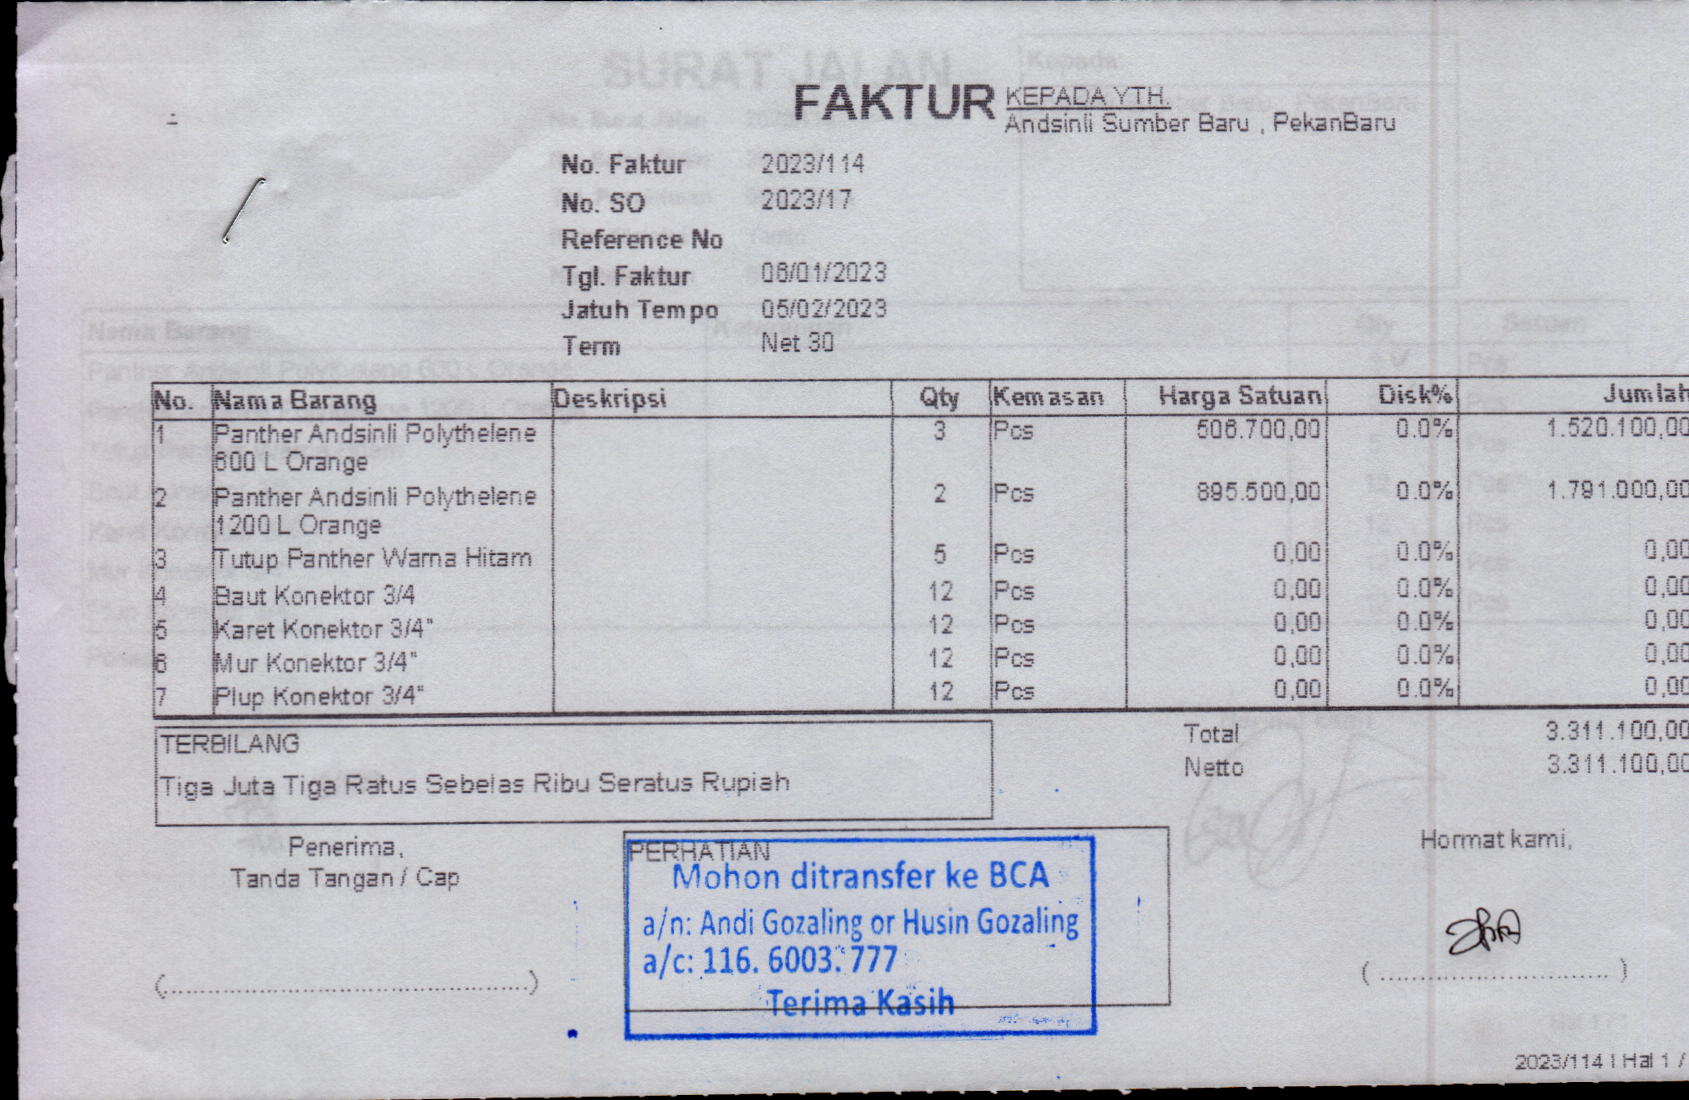 FAKTUR
KEPADA YTH.
Andsinli Sumber Baru , PekanBaru
No. Faktur 2023/114
No. SO 2023/17
Reference No
Tgl. Faktur 06/01/2023
Jatuh Tempo 05/02/2023
Term Net 30
No. Nama Barang Deskripsi Qty Kemasan Harga Satuan Disk% Jumlah
1 Panther Andsinli Polythelene 3 Pcs 506.700,00 0.0% 1.520.100,00
600 L Orange
2 Panther Andsinli Polythelene 2 Pcs 895.500,00 0.0% 1.791.000,00
1200 L Orange
3 Tutup Panther Warna Hitam 5 Pcs 0,00 0.0% 0,00
4 Baut Konektor 3/4 12 Pcs 0,00 0.0% 0,00
5 Karet Konektor 3/4" 12 Pcs 0,00 0.0% 0,00
6 Mur Konektor 3/4" 12 Pcs 0,00 0.0% 0,00
7 Plup Konektor 3/4" 12 Pcs 0,00 0.0% 0,00
TERBILANG
Tiga Juta Tiga Ratus Sebelas Ribu Seratus Rupiah
Total 3.311.100,00
Netto 3.311.100,00
Penerima,
Tanda Tangan / Cap
(............................................)
PERHATIAN
Mohon ditransfer ke BCA
a/n: Andi Gozaling or Husin Gozaling
a/c: 116. 6003. 777
Terima Kasih
Hormat kami,
( ............................ )
2023/114 | Hal 1 /